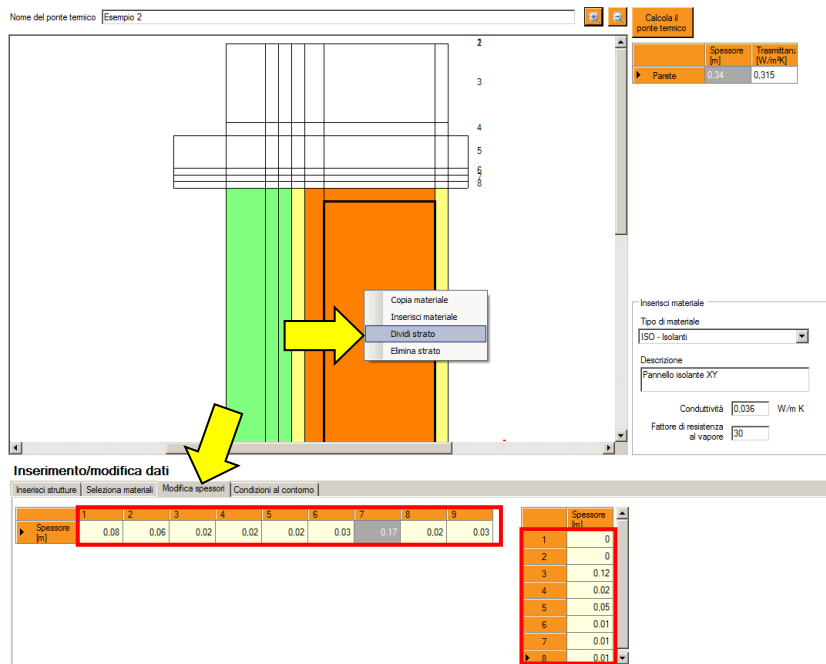 Nome del ponte termico Esempio 2
Calcola il
ponte termico
Spessore
[m] Trasmittanz
[W/m²K]
Parete 0,34 0,315
1
2
3
4
5
6
7
8
Copia materiale
Inserisci materiale
Dividi strato
Elimina strato
Inserisci materiale
Tipo di materiale
ISO - Isolanti
Descrizione
Pannello isolante XY
Conduttività 0,036 W/m K
Fattore di resistenza
al vapore 30
Inserimento/modifica dati
Inserisci strutture Seleziona materiali Modifica spessori Condizioni al contorno
1 2 3 4 5 6 7 8 9
Spessore
[m] 0,08 0,06 0,02 0,02 0,02 0.03 0.17 0,02 0.03
Spessore
[m]
1 0
2 0
3 0.12
4 0.02
5 0,05
6 0.01
7 0.01
8 0.01